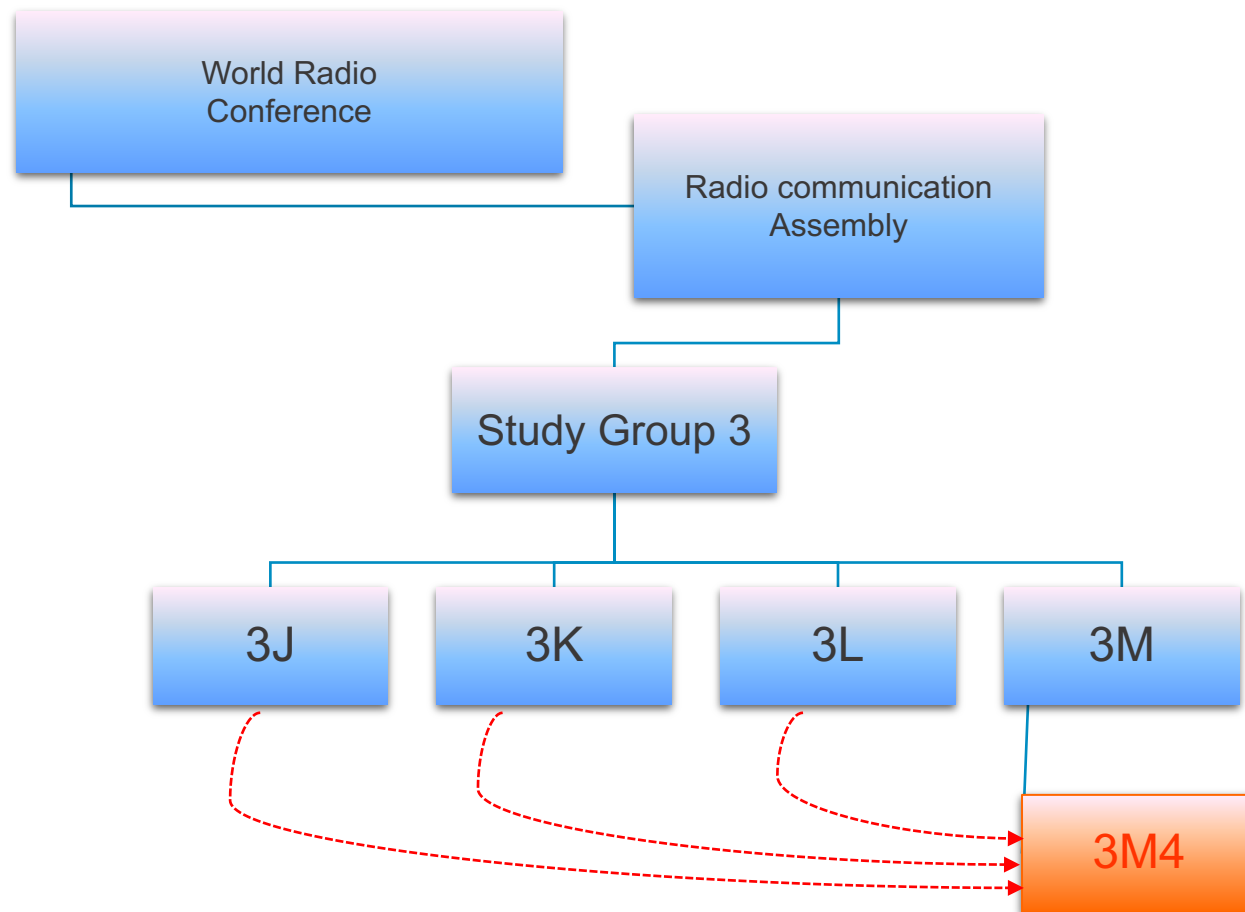 World Radio
Conference
Radio communication
Assembly
Study Group 3
3J
3K
3L
3M
3M4